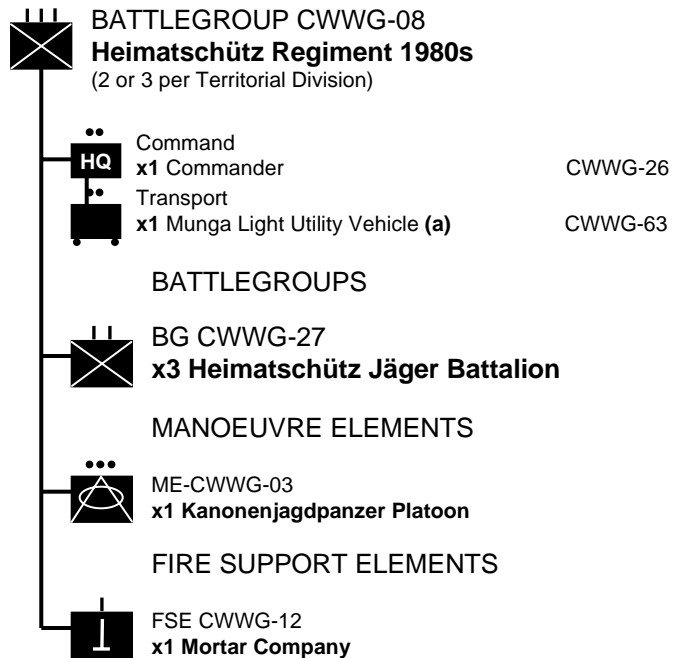 BATTLEGROUP CWWG-08
Heimatschütz Regiment 1980s
(2 or 3 per Territorial Division)
HQ
Command
x1 Commander CWWG-26
Transport
x1 Munga Light Utility Vehicle (a) CWWG-63
BATTLEGROUPS
BG CWWG-27
x3 Heimatschütz Jäger Battalion
MANOEUVRE ELEMENTS
ME-CWWG-03
x1 Kanonenjagdpanzer Platoon
FIRE SUPPORT ELEMENTS
FSE CWWG-12
x1 Mortar Company